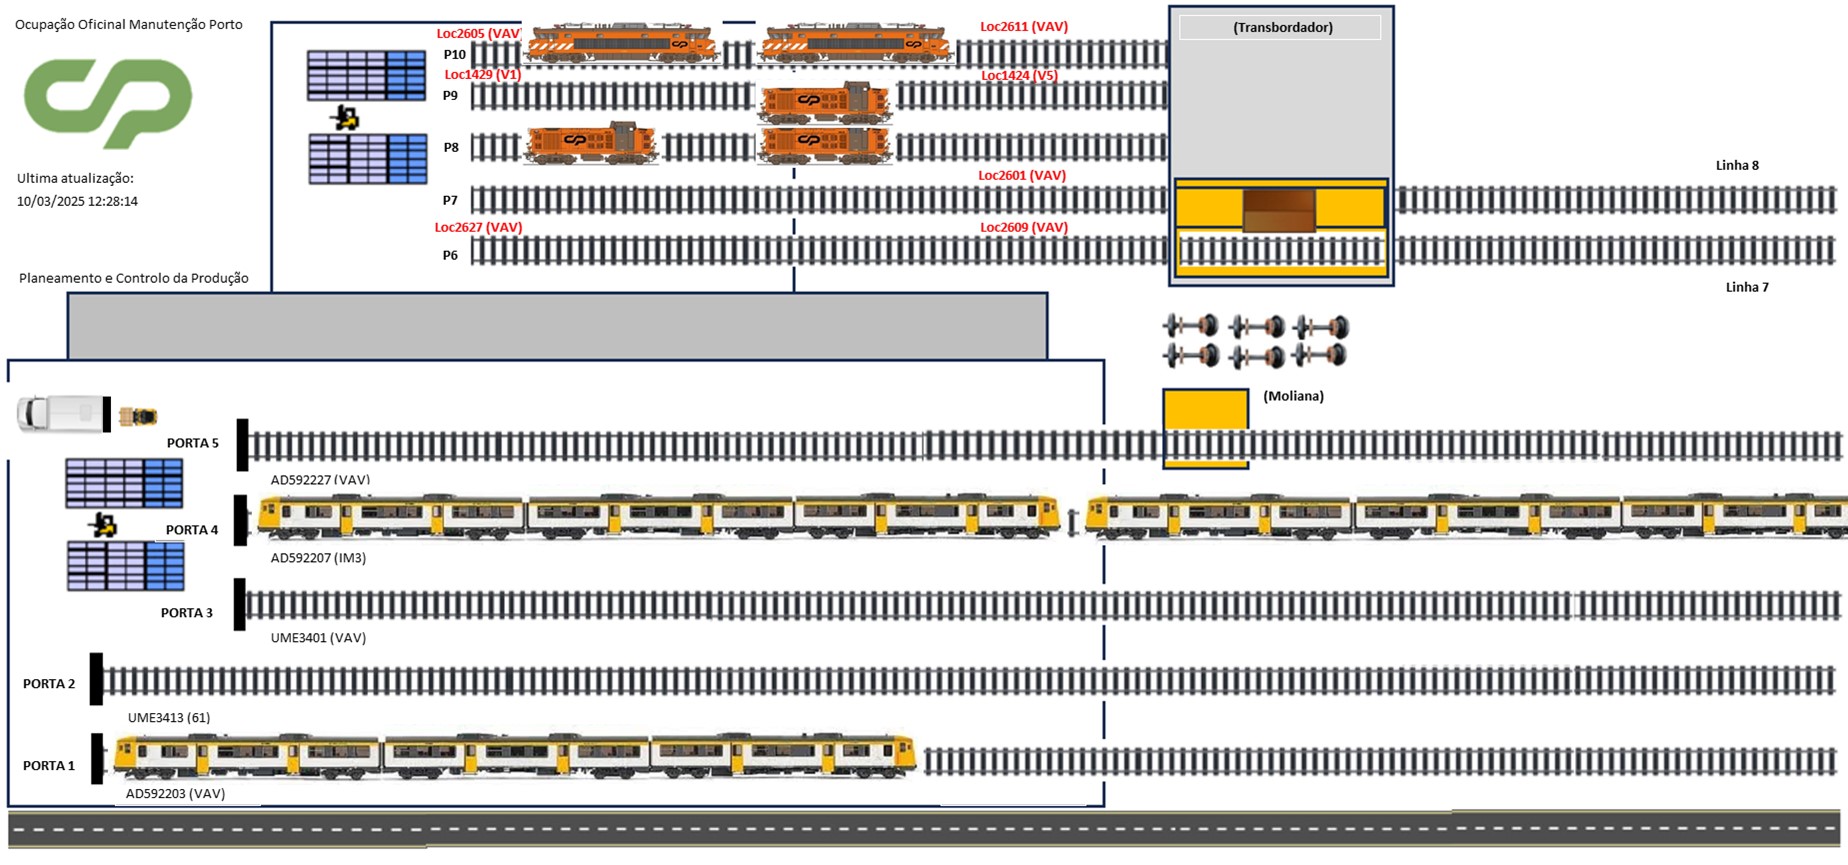 Ocupação Oficinal Manutenção Porto
CP
Ultima atualização:
10/03/2025 12:28:14
Planeamento e Controlo da Produção
Loc2605 (VAV)
Loc2611 (VAV)
P10
Loc1429 (V1)
Loc1424 (V5)
P9
P8
Loc2601 (VAV)
P7
Loc2627 (VAV)
Loc2609 (VAV)
P6
(Transbordador)
Linha 8
Linha 7
(Moliana)
PORTA 5
AD592227 (VAV)
PORTA 4
AD592207 (IM3)
PORTA 3
UME3401 (VAV)
PORTA 2
UME3413 (61)
PORTA 1
AD592203 (VAV)